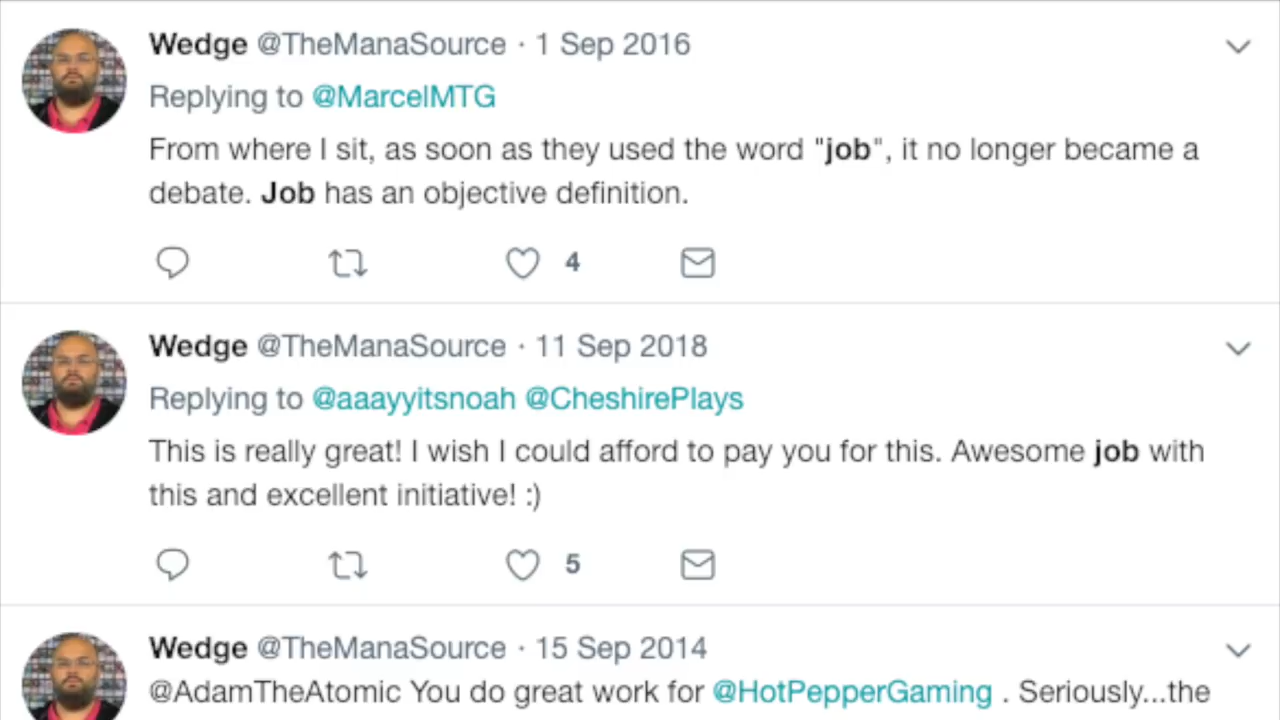 Wedge @TheManaSource · 1 Sep 2016
Replying to @MarcelMTG
From where I sit, as soon as they used the word "job", it no longer became a
debate. Job has an objective definition.
4
Wedge @TheManaSource · 11 Sep 2018
Replying to @aaayyitsnoah @CheshirePlays
This is really great! I wish I could afford to pay you for this. Awesome job with
this and excellent initiative! :)
5
Wedge @TheManaSource · 15 Sep 2014
@AdamTheAtomic You do great work for @HotPepperGaming . Seriously...the